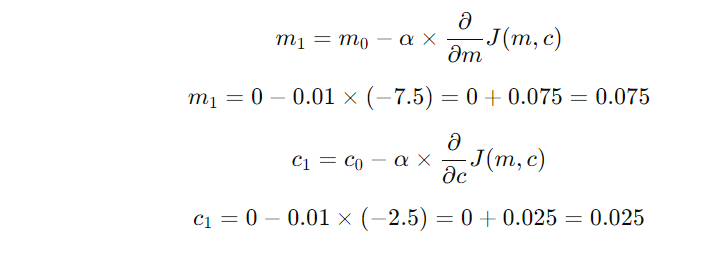 m₁ = m₀ − α × ∂/∂m J(m, c)
m₁ = 0 − 0.01 × (−7.5) = 0 + 0.075 = 0.075
c₁ = c₀ − α × ∂/∂c J(m, c)
c₁ = 0 − 0.01 × (−2.5) = 0 + 0.025 = 0.025